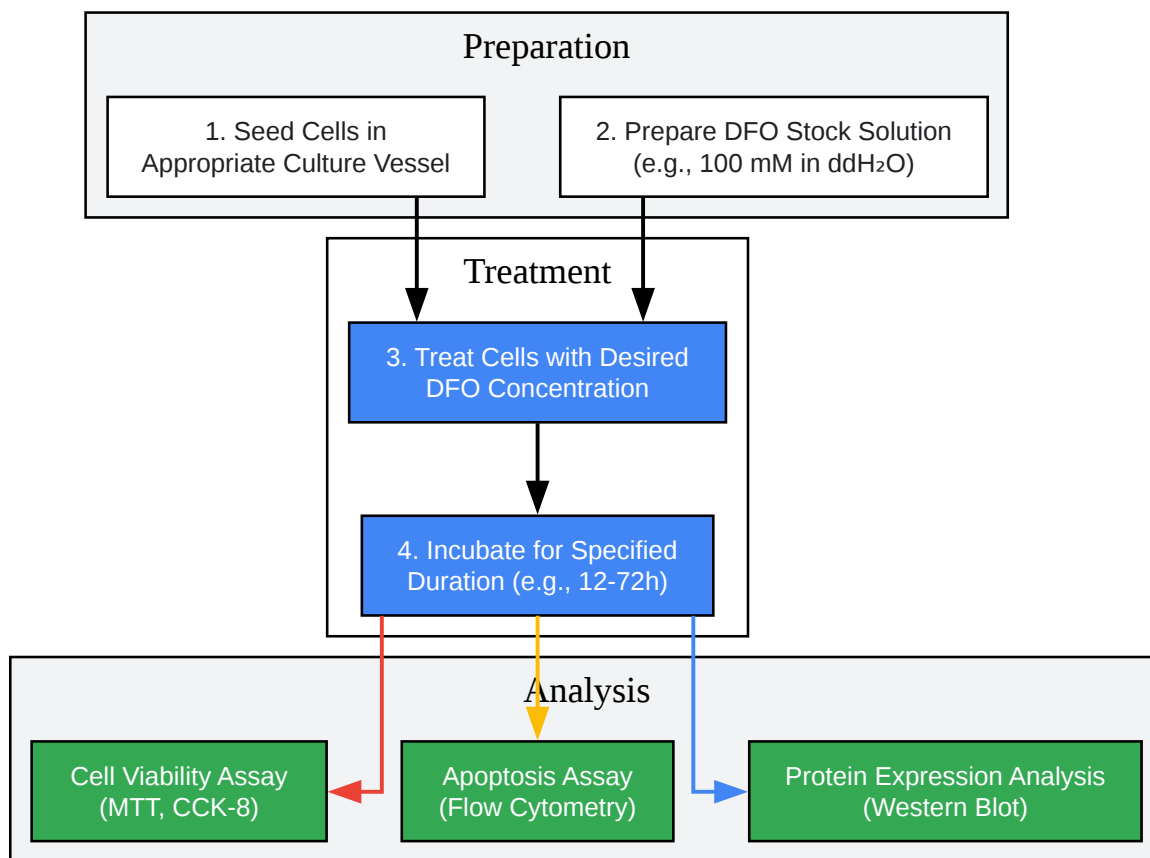 Preparation
1. Seed Cells in
Appropriate Culture Vessel
2. Prepare DFO Stock Solution
(e.g., 100 mM in ddH₂O)
Treatment
3. Treat Cells with Desired
DFO Concentration
4. Incubate for Specified
Duration (e.g., 12-72h)
Analysis
Cell Viability Assay
(MTT, CCK-8)
Apoptosis Assay
(Flow Cytometry)
Protein Expression Analysis
(Western Blot)